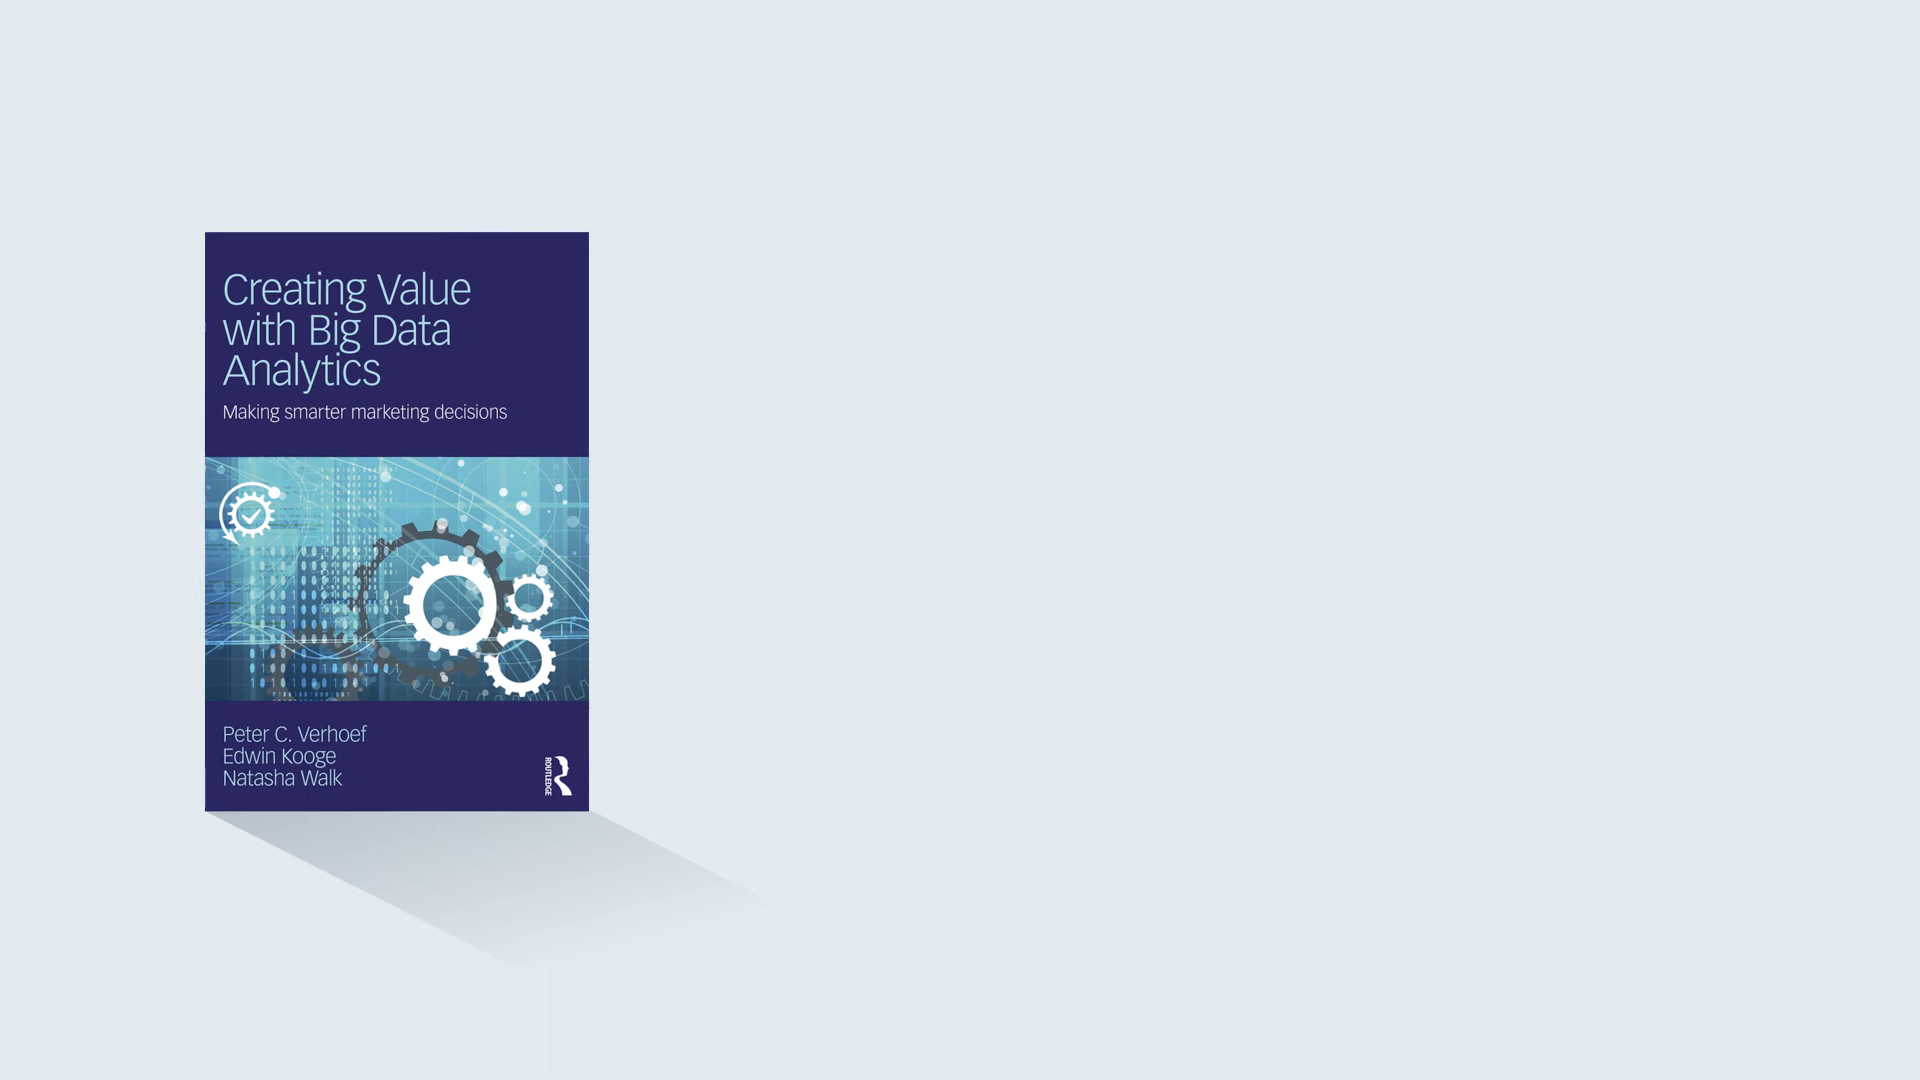 Creating Value
with Big Data
Analytics
Making smarter marketing decisions
Peter C. Verhoef
Edwin Kooge
Natasha Walk
ROUTLEDGE